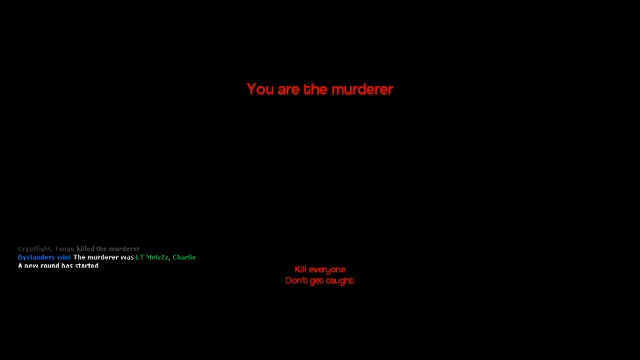 You are the murderer
Cryptlight, Tango killed the murderer
Bystanders win! The murderer was LT MelzZz, Charlie
A new round has started
Kill everyone
Don't get caught